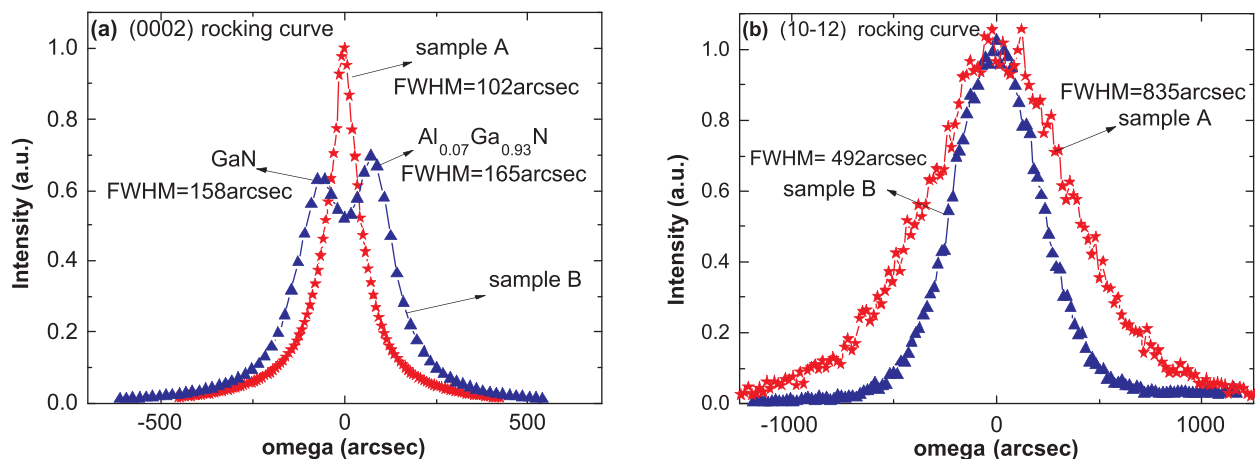 (a) (0002) rocking curve
sample A
FWHM=102arcsec
GaN
FWHM=158arcsec
Al0.07Ga0.93N
FWHM=165arcsec
sample B
1.0
0.8
0.6
0.4
0.2
0.0
Intensity (a.u.)
-500
0
500
omega (arcsec)
(b) (10-12) rocking curve
FWHM=835arcsec
sample A
FWHM= 492arcsec
sample B
1.0
0.8
0.6
0.4
0.2
0.0
Intensity (a.u.)
-1000
0
1000
omega (arcsec)